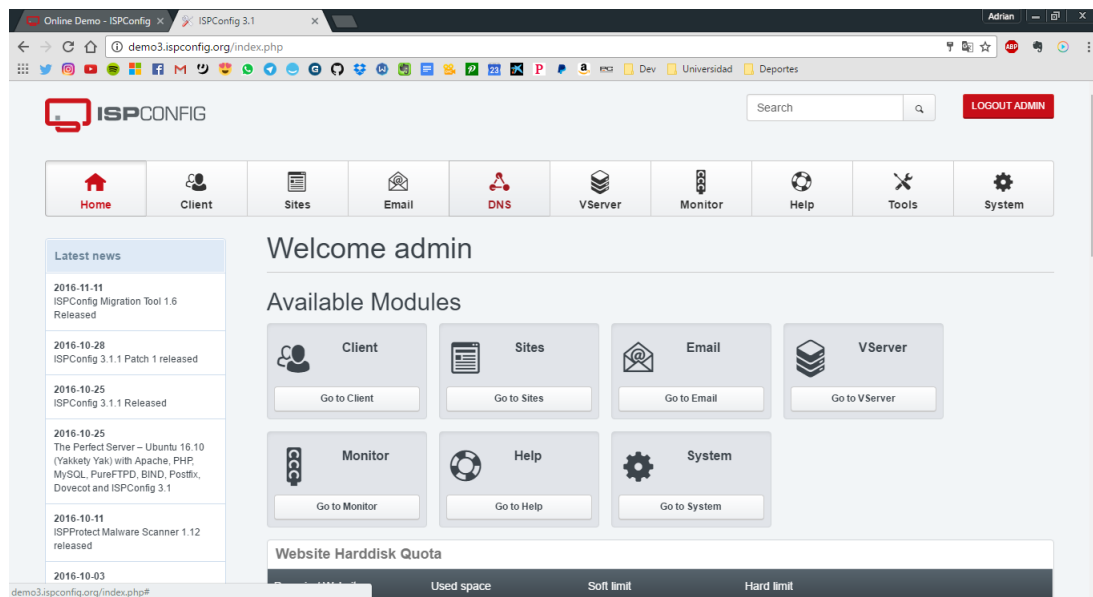 Online Demo - ISPConfig
ISPConfig 3.1
Adrian
demo3.ispconfig.org/index.php
Dev
Universidad
Deportes
ISPCONFIG
Search
LOGOUT ADMIN
Home
Client
Sites
Email
DNS
VServer
Monitor
Help
Tools
System
Latest news
2016-11-11
ISPConfig Migration Tool 1.6
Released
2016-10-28
ISPConfig 3.1.1 Patch 1 released
2016-10-25
ISPConfig 3.1.1 Released
2016-10-25
The Perfect Server – Ubuntu 16.10
(Yakkety Yak) with Apache, PHP,
MySQL, PureFTPD, BIND, Postfix,
Dovecot and ISPConfig 3.1
2016-10-11
ISPProtect Malware Scanner 1.12
released
2016-10-03
Welcome admin
Available Modules
Client
Go to Client
Sites
Go to Sites
Email
Go to Email
VServer
Go to VServer
Monitor
Go to Monitor
Help
Go to Help
System
Go to System
Website Harddisk Quota
Used space
Soft limit
Hard limit
demo3.ispconfig.org/index.php#